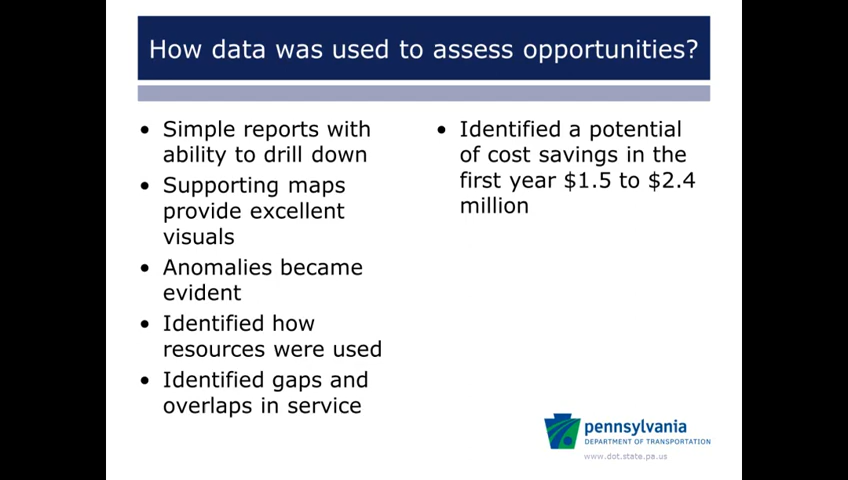 How data was used to assess opportunities?
• Simple reports with
ability to drill down
• Supporting maps
provide excellent
visuals
• Anomalies became
evident
• Identified how
resources were used
• Identified gaps and
overlaps in service
• Identified a potential
of cost savings in the
first year $1.5 to $2.4
million
pennsylvania
DEPARTMENT OF TRANSPORTATION
www.dot.state.pa.us